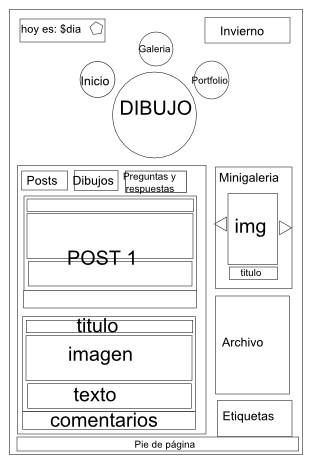 hoy es: $dia
Invierno
Galeria
Inicio
Portfolio
DIBUJO
Posts
Dibujos
Preguntas y
respuestas
Minigaleria
POST 1
img
titulo
titulo
imagen
texto
comentarios
Archivo
Etiquetas
Pie de página